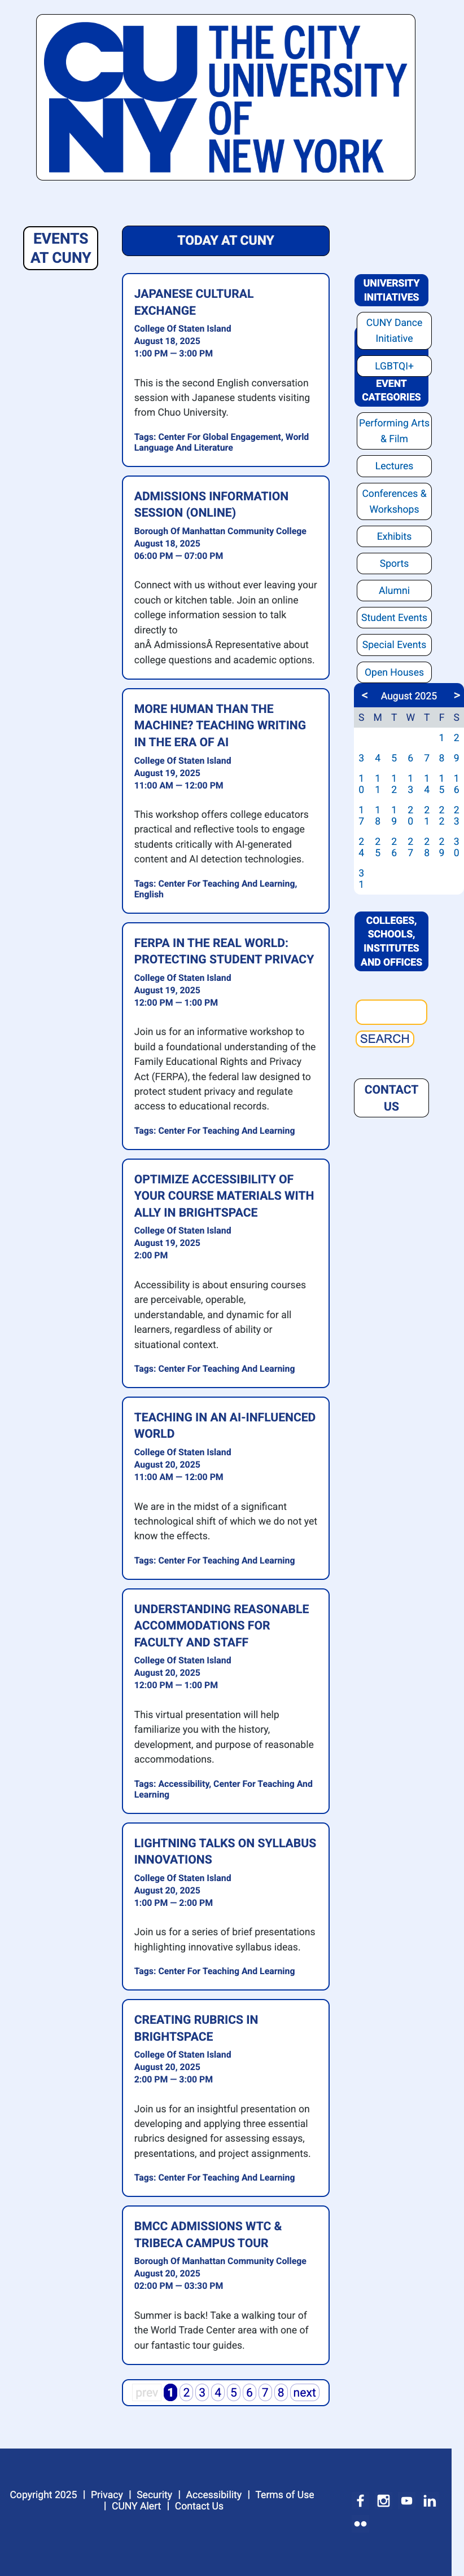 CU
NY
THE CITY
UNIVERSITY
OF
NEW YORK
EVENTS
AT CUNY
TODAY AT CUNY
JAPANESE CULTURAL
EXCHANGE
College Of Staten Island
August 18, 2025
1:00 PM — 3:00 PM
This is the second English conversation
session with Japanese students visiting
from Chuo University.
Tags: Center For Global Engagement, World
Language And Literature
ADMISSIONS INFORMATION
SESSION (ONLINE)
Borough Of Manhattan Community College
August 18, 2025
06:00 PM — 07:00 PM
Connect with us without ever leaving your
couch or kitchen table. Join an online
college information session to talk
directly to
anÂ AdmissionsÂ Representative about
college questions and academic options.
MORE HUMAN THAN THE
MACHINE? TEACHING WRITING
IN THE ERA OF AI
College Of Staten Island
August 19, 2025
11:00 AM — 12:00 PM
This workshop offers college educators
practical and reflective tools to engage
students critically with AI-generated
content and AI detection technologies.
Tags: Center For Teaching And Learning,
English
FERPA IN THE REAL WORLD:
PROTECTING STUDENT PRIVACY
College Of Staten Island
August 19, 2025
12:00 PM — 1:00 PM
Join us for an informative workshop to
build a foundational understanding of the
Family Educational Rights and Privacy
Act (FERPA), the federal law designed to
protect student privacy and regulate
access to educational records.
Tags: Center For Teaching And Learning
OPTIMIZE ACCESSIBILITY OF
YOUR COURSE MATERIALS WITH
ALLY IN BRIGHTSPACE
College Of Staten Island
August 19, 2025
2:00 PM
Accessibility is about ensuring courses
are perceivable, operable,
understandable, and dynamic for all
learners, regardless of ability or
situational context.
Tags: Center For Teaching And Learning
TEACHING IN AN AI-INFLUENCED
WORLD
College Of Staten Island
August 20, 2025
11:00 AM — 12:00 PM
We are in the midst of a significant
technological shift of which we do not yet
know the effects.
Tags: Center For Teaching And Learning
UNDERSTANDING REASONABLE
ACCOMMODATIONS FOR
FACULTY AND STAFF
College Of Staten Island
August 20, 2025
12:00 PM — 1:00 PM
This virtual presentation will help
familiarize you with the history,
development, and purpose of reasonable
accommodations.
Tags: Accessibility, Center For Teaching And
Learning
LIGHTNING TALKS ON SYLLABUS
INNOVATIONS
College Of Staten Island
August 20, 2025
1:00 PM — 2:00 PM
Join us for a series of brief presentations
highlighting innovative syllabus ideas.
Tags: Center For Teaching And Learning
CREATING RUBRICS IN
BRIGHTSPACE
College Of Staten Island
August 20, 2025
2:00 PM — 3:00 PM
Join us for an insightful presentation on
developing and applying three essential
rubrics designed for assessing essays,
presentations, and project assignments.
Tags: Center For Teaching And Learning
BMCC ADMISSIONS WTC &
TRIBECA CAMPUS TOUR
Borough Of Manhattan Community College
August 20, 2025
02:00 PM — 03:30 PM
Summer is back! Take a walking tour of
the World Trade Center area with one of
our fantastic tour guides.
prev 1 2 3 4 5 6 7 8 next
UNIVERSITY
INITIATIVES
CUNY Dance
Initiative
LGBTQI+
EVENT
CATEGORIES
Performing Arts
& Film
Lectures
Conferences &
Workshops
Exhibits
Sports
Alumni
Student Events
Special Events
Open Houses
< August 2025 >
S M T W T F S
1 2
3 4 5 6 7 8 9
10 11 12 13 14 15 16
17 18 19 20 21 22 23
24 25 26 27 28 29 30
31
COLLEGES,
SCHOOLS,
INSTITUTES
AND OFFICES
SEARCH
CONTACT
US
Copyright 2025 | Privacy | Security | Accessibility | Terms of Use
| CUNY Alert | Contact Us